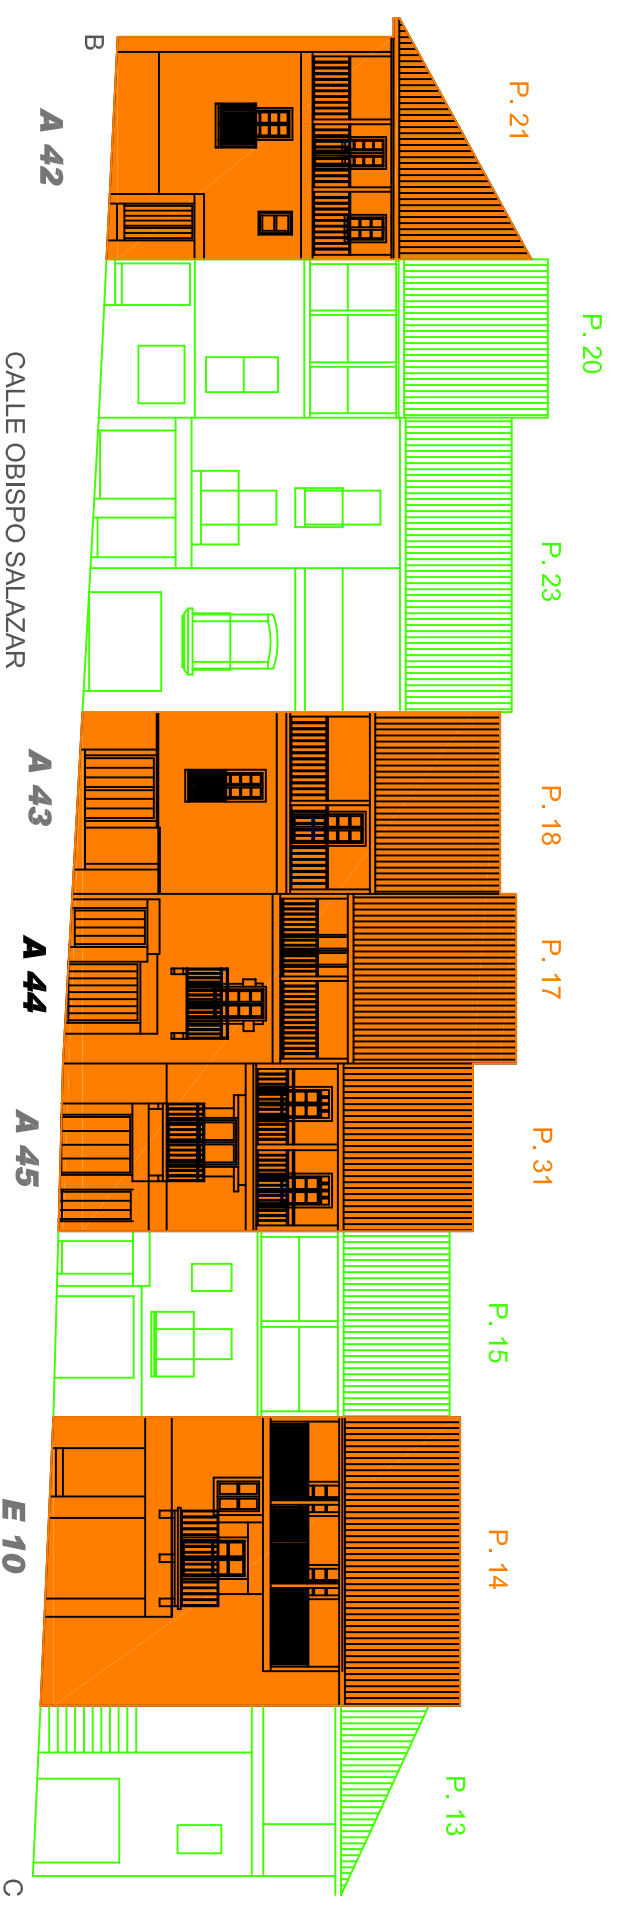 P. 21
P. 20
P. 23
P. 18
P. 17
P. 31
P. 15
P. 14
P. 13
B
C
A 42
A 43
A 44
A 45
E 10
CALLE OBISPO SALAZAR